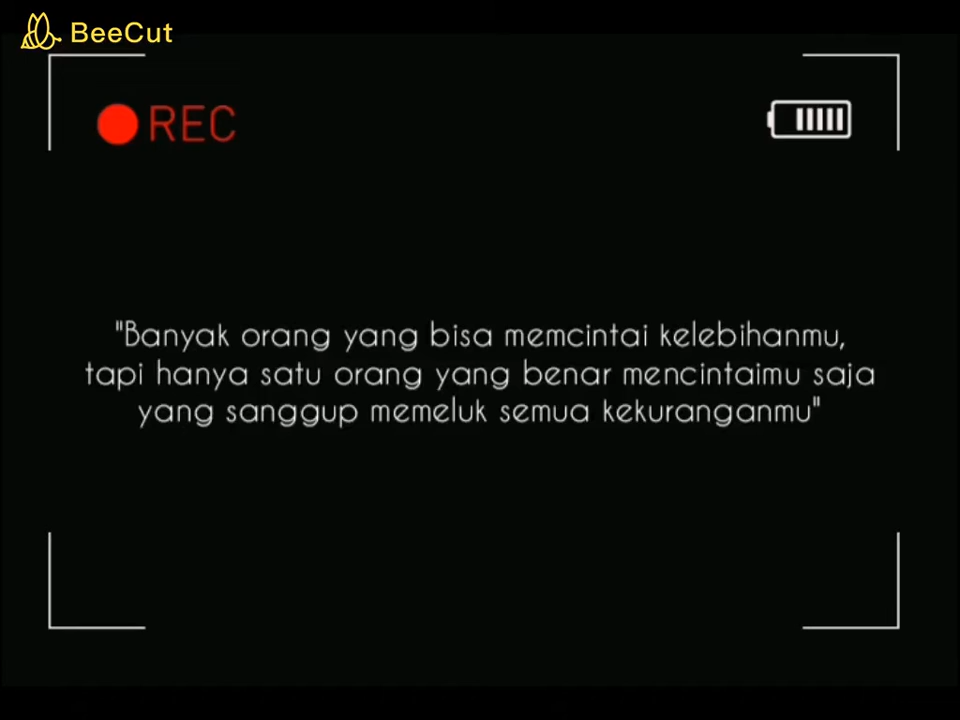 BeeCut
REC
"Banyak orang yang bisa memcintai kelebihanmu,
tapi hanya satu orang yang benar mencintaimu saja
yang sanggup memeluk semua kekuranganmu"